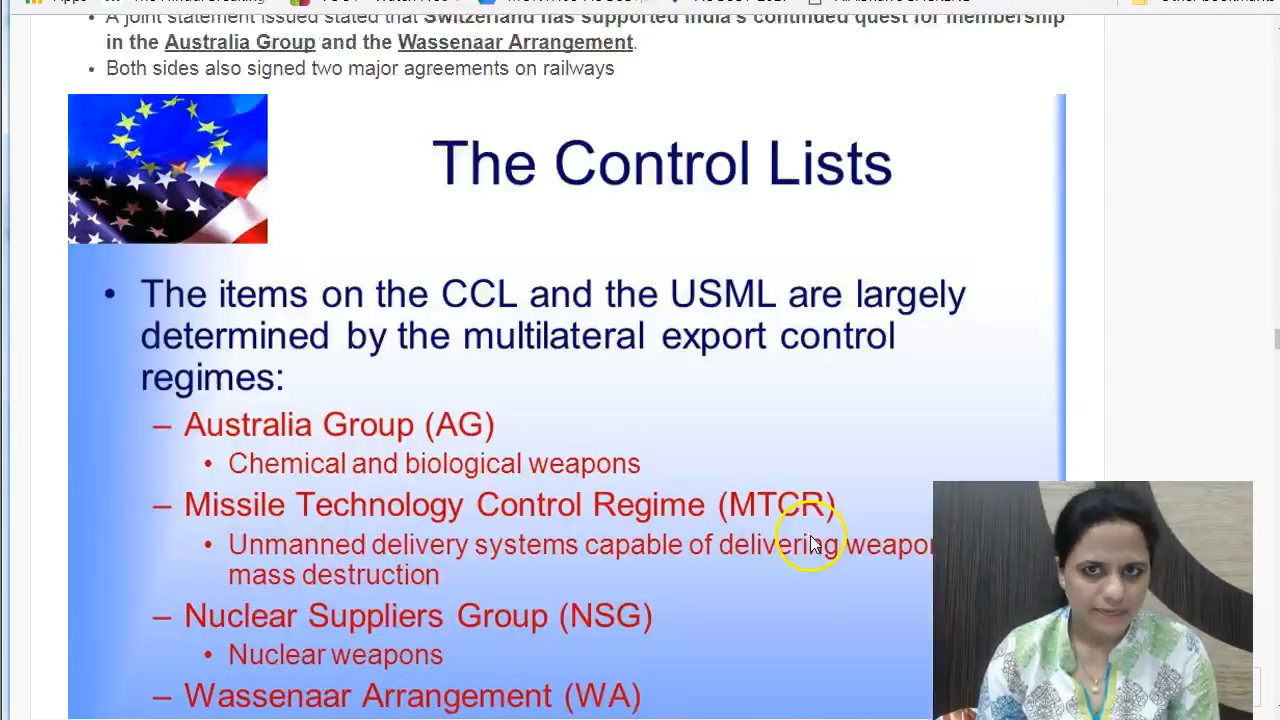 A joint statement issued stated that Switzerland has supported India's continued quest for membership
in the Australia Group and the Wassenaar Arrangement.
• Both sides also signed two major agreements on railways
The Control Lists
• The items on the CCL and the USML are largely
determined by the multilateral export control
regimes:
– Australia Group (AG)
• Chemical and biological weapons
– Missile Technology Control Regime (MTCR)
• Unmanned delivery systems capable of delivering
mass destruction
– Nuclear Suppliers Group (NSG)
• Nuclear weapons
– Wassenaar Arrangement (WA)